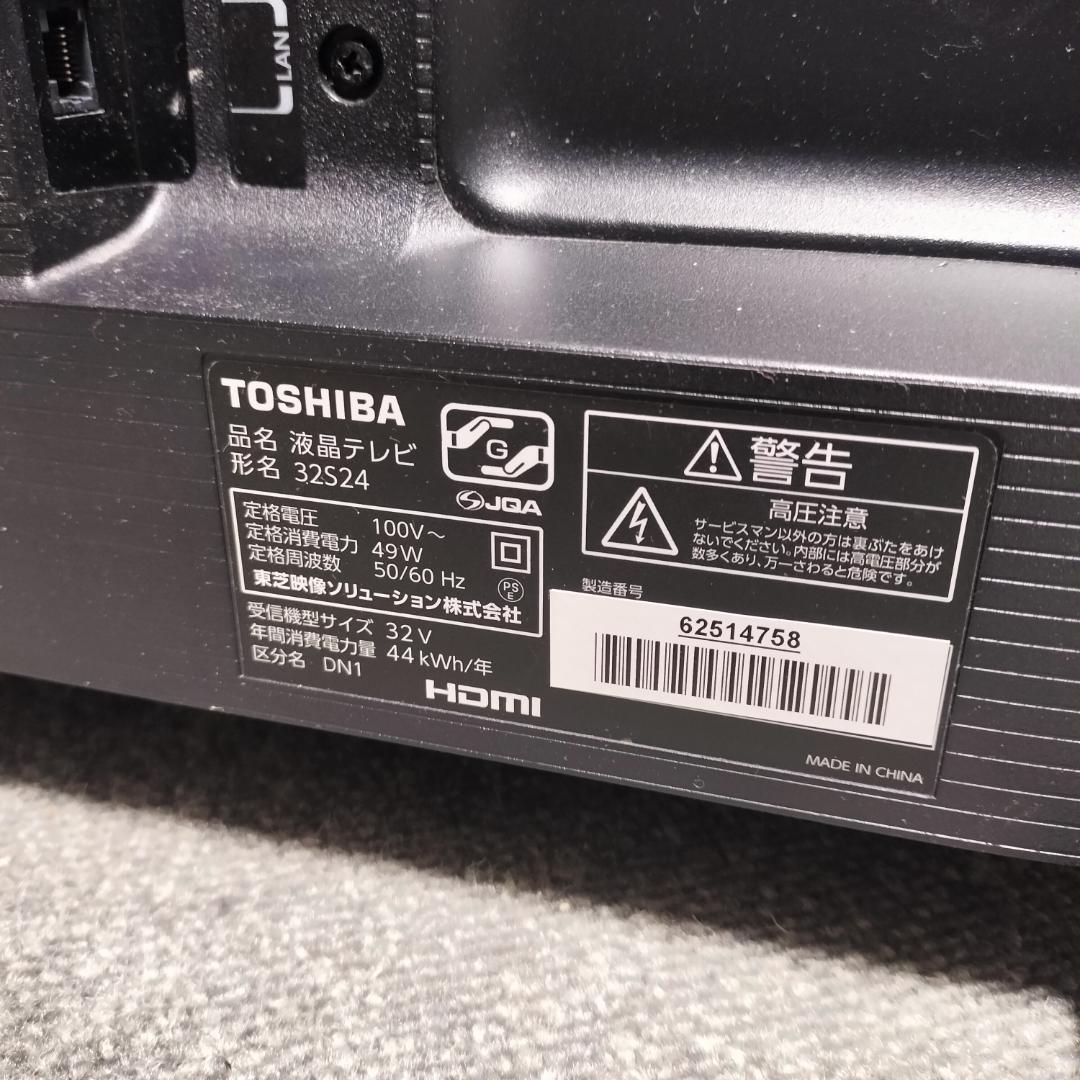 LAN
TOSHIBA
品名 液晶テレビ
形名 32S24
G
JQA
定格電圧 100V～
定格消費電力 49W
定格周波数 50/60 Hz
PS
E
東芝映像ソリューション株式会社
受信機型サイズ 32V
年間消費電力量 44kWh/年
区分名 DN1
HDMI
警告
高圧注意
サービスマン以外の方は裏ぶたをあけ
ないでください。内部には高電圧部分が
数多くあり、万一さわると危険です。
製造番号
62514758
MADE IN CHINA